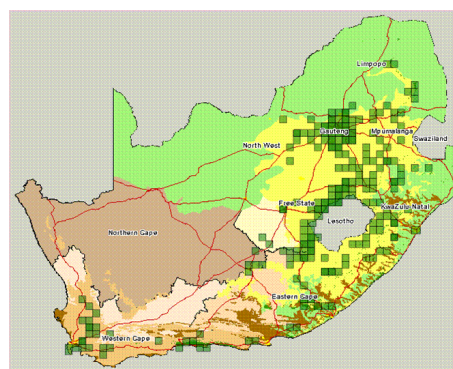 Limpopo
Gauteng
Mpumalanga
Swaziland
North West
Free State
Kwazulu Natal
Lesotho
Northern Cape
Eastern Cape
Western Cape